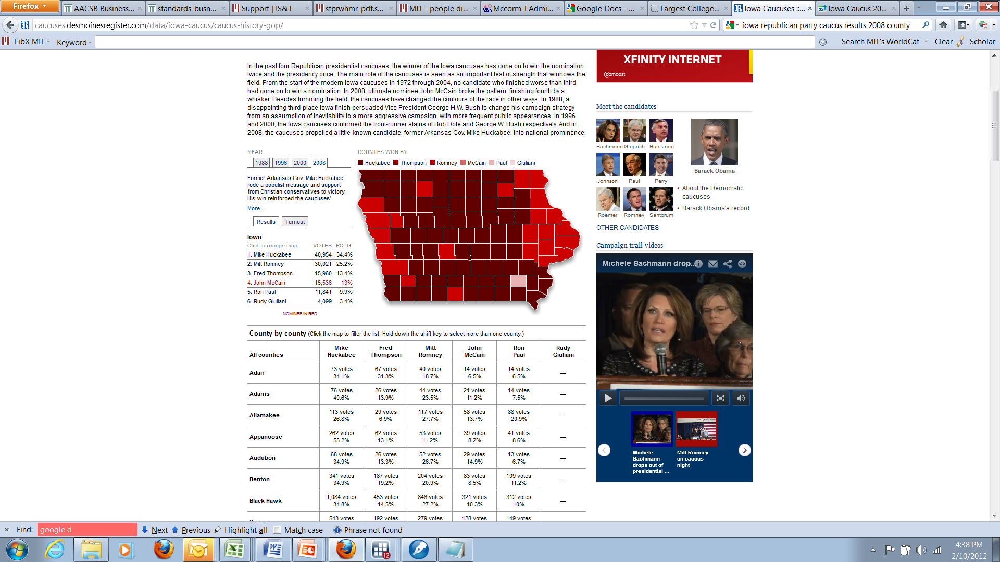 Firefox
AACSB Business...
standards-busn...
Support | IS&T
sfprwhmr_pdf.s...
MIT - people di...
Mccorm-l Admi...
Google Docs - ...
Largest College...
Iowa Caucuses ::...
Iowa Caucus 20...
caucuses.desmoinesregister.com/data/iowa-caucus/caucus-history-gop/
iowa republican party caucus results 2008 county
LibX MIT
Keyword
Search MIT's WorldCat
Clear
Scholar
In the past four Republican presidential caucuses, the winner of the Iowa caucuses has gone on to win the nomination
twice and the presidency once. The main role of the caucuses is seen as an important test of strength that winnows the
field. From the start of the modern Iowa caucuses in 1972 through 2004, no candidate who finished worse than third
had gone on to win a nomination. In 2008, ultimate nominee John McCain broke the pattern, finishing fourth by a
whisker. Besides trimming the field, the caucuses have changed the contours of the race in other ways. In 1988, a
disappointing third-place Iowa finish persuaded Vice President George H.W. Bush to change his campaign strategy
from an assumption of inevitability to a more aggressive campaign, with more frequent public appearances. In 1996
and 2000, the Iowa caucuses confirmed the front-runner status of Bob Dole and George W. Bush respectively. And in
2008, the caucuses propelled a little-known candidate, former Arkansas Gov. Mike Huckabee, into national prominence.
YEAR
1988 1996 2000 2008
Former Arkansas Gov. Mike Huckabee
rode a populist message and support
from Christian conservatives to victory.
His win reinforced the caucuses'
More ...
Results Turnout
Iowa
Click to change map VOTES PCTG.
1. Mike Huckabee 40,954 34.4%
2. Mitt Romney 30,021 25.2%
3. Fred Thompson 15,960 13.4%
4. John McCain 15,536 13%
5. Ron Paul 11,841 9.9%
6. Rudy Giuliani 4,099 3.4%
NOMINEE IN RED
COUNTIES WON BY
Huckabee Thompson Romney McCain Paul Giuliani
County by county (Click the map to filter the list. Hold down the shift key to select more than one county.)
All counties Mike Huckabee Fred Thompson Mitt Romney John McCain Ron Paul Rudy Giuliani
Adair 73 votes 67 votes 40 votes 14 votes 14 votes —
34.1% 31.3% 18.7% 6.5% 6.5%
Adams 76 votes 26 votes 44 votes 21 votes 14 votes —
40.6% 13.9% 23.5% 11.2% 7.5%
Allamakee 113 votes 29 votes 117 votes 58 votes 88 votes —
26.8% 6.9% 27.7% 13.7% 20.9%
Appanoose 262 votes 62 votes 53 votes 39 votes 41 votes —
55.2% 13.1% 11.2% 8.2% 8.6%
Audubon 68 votes 26 votes 52 votes 29 votes 13 votes —
34.9% 13.3% 26.7% 14.9% 6.7%
Benton 341 votes 187 votes 204 votes 83 votes 109 votes —
34.9% 19.2% 20.9% 8.5% 11.2%
Black Hawk 1,084 votes 453 votes 846 votes 321 votes 312 votes —
34.8% 14.5% 27.2% 10.3% 10%
543 votes 192 votes 279 votes 128 votes 149 votes
XFINITY INTERNET
comcast
Meet the candidates
Bachmann Gingrich Huntsman
Johnson Paul Perry
Roemer Romney Santorum
Barack Obama
• About the Democratic
caucuses
• Barack Obama's record
OTHER CANDIDATES
Campaign trail videos
Michele Bachmann drop...
Michele
Bachmann
drops out of
presidential ...
Mitt Romney
on caucus
night
× Find: google d Next Previous Highlight all Match case Phrase not found
12
4:38 PM
2/10/2012